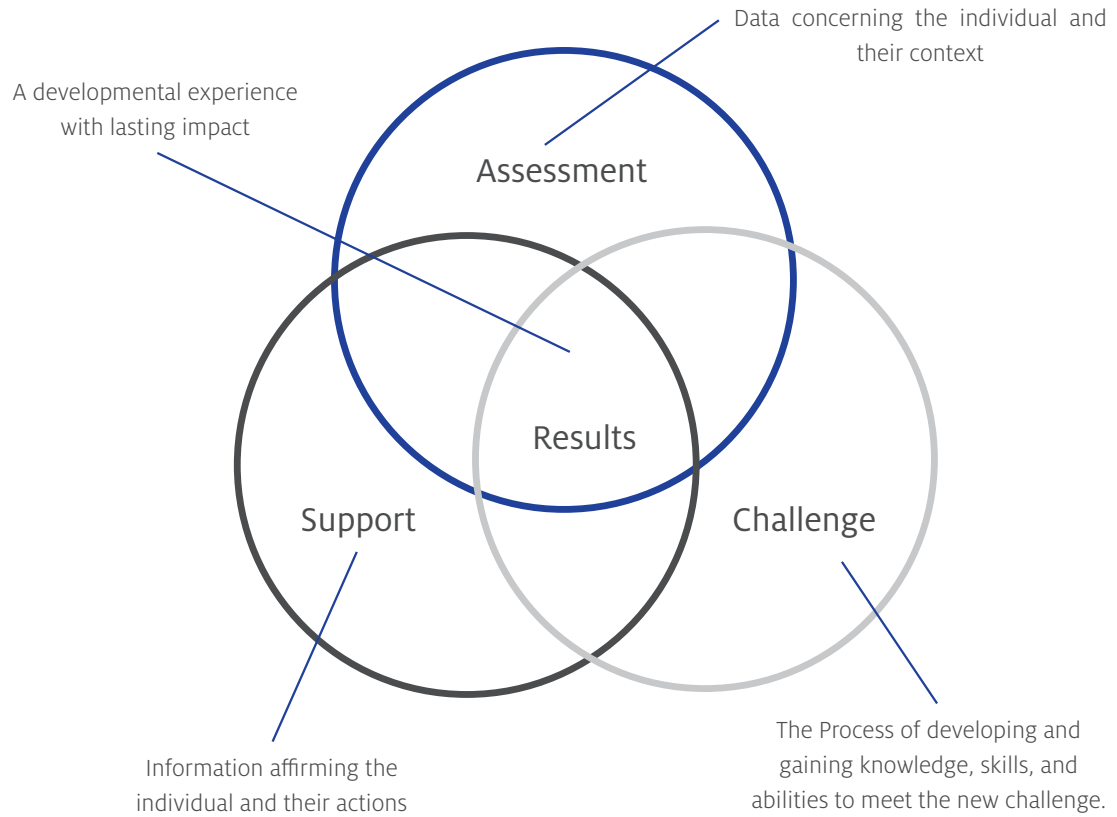 Data concerning the individual and
their context
A developmental experience
with lasting impact
Assessment
Results
Support
Challenge
The Process of developing and
gaining knowledge, skills, and
abilities to meet the new challenge.
Information affirming the
individual and their actions